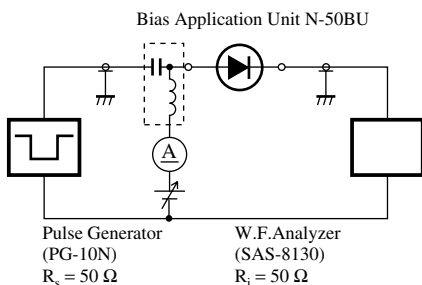 Bias Application Unit N-50BU
A
Pulse Generator
(PG-10N)
Rs = 50 Ω
W.F.Analyzer
(SAS-8130)
Ri = 50 Ω